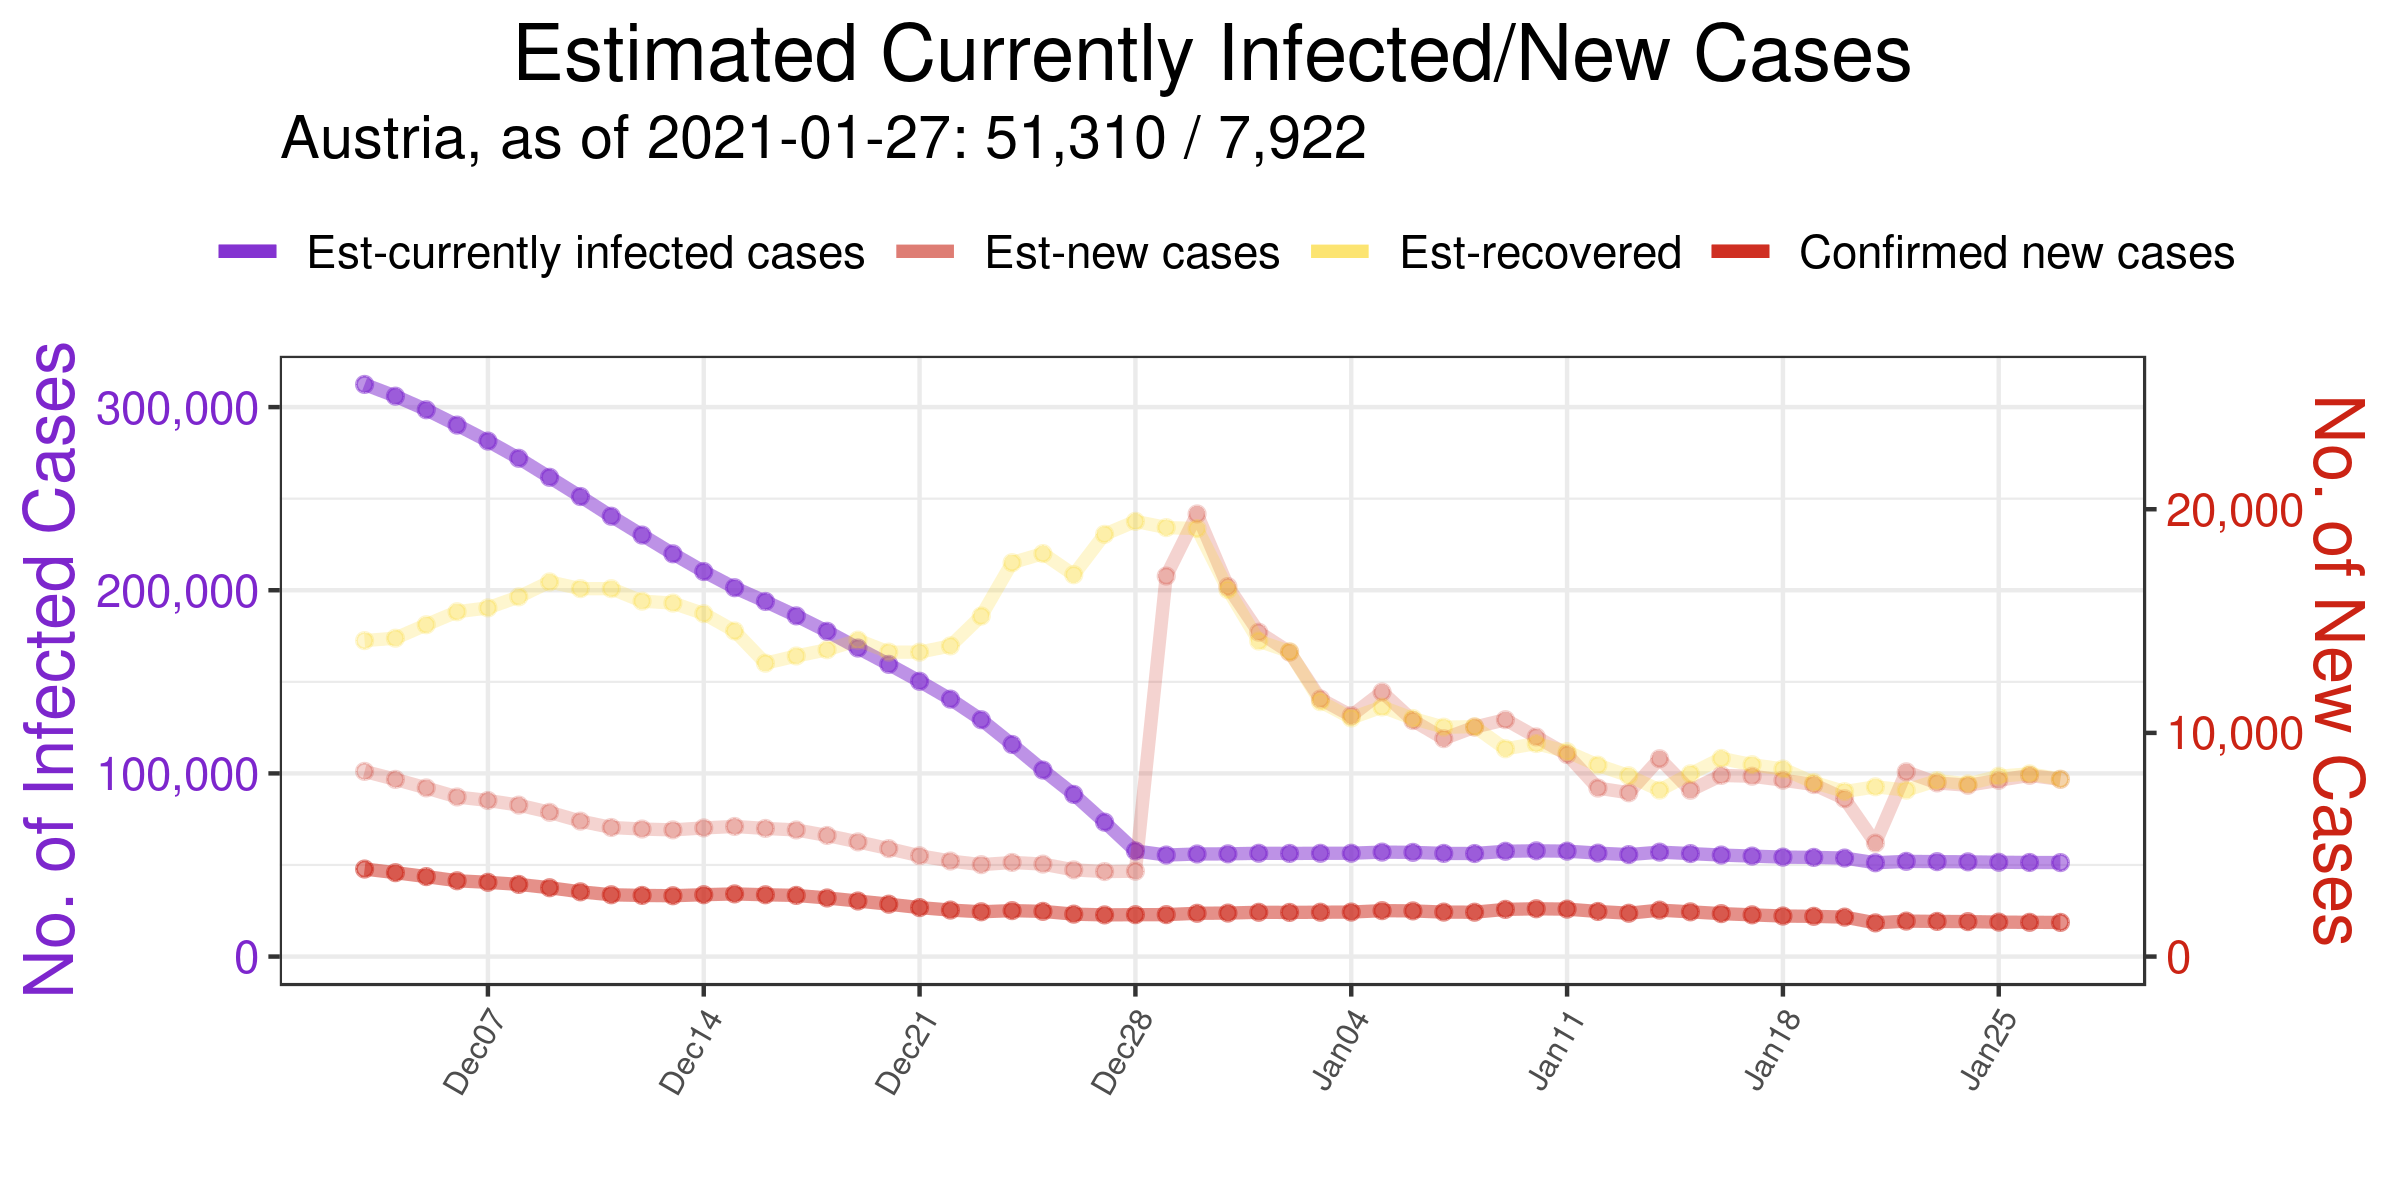 Estimated Currently Infected/New Cases
Austria, as of 2021-01-27: 51,310 / 7,922
Est-currently infected cases Est-new cases Est-recovered Confirmed new cases
No. of Infected Cases
300,000
200,000
100,000
0
20,000
10,000
0
No. of New Cases
Dec07 Dec14 Dec21 Dec28 Jan04 Jan11 Jan18 Jan25